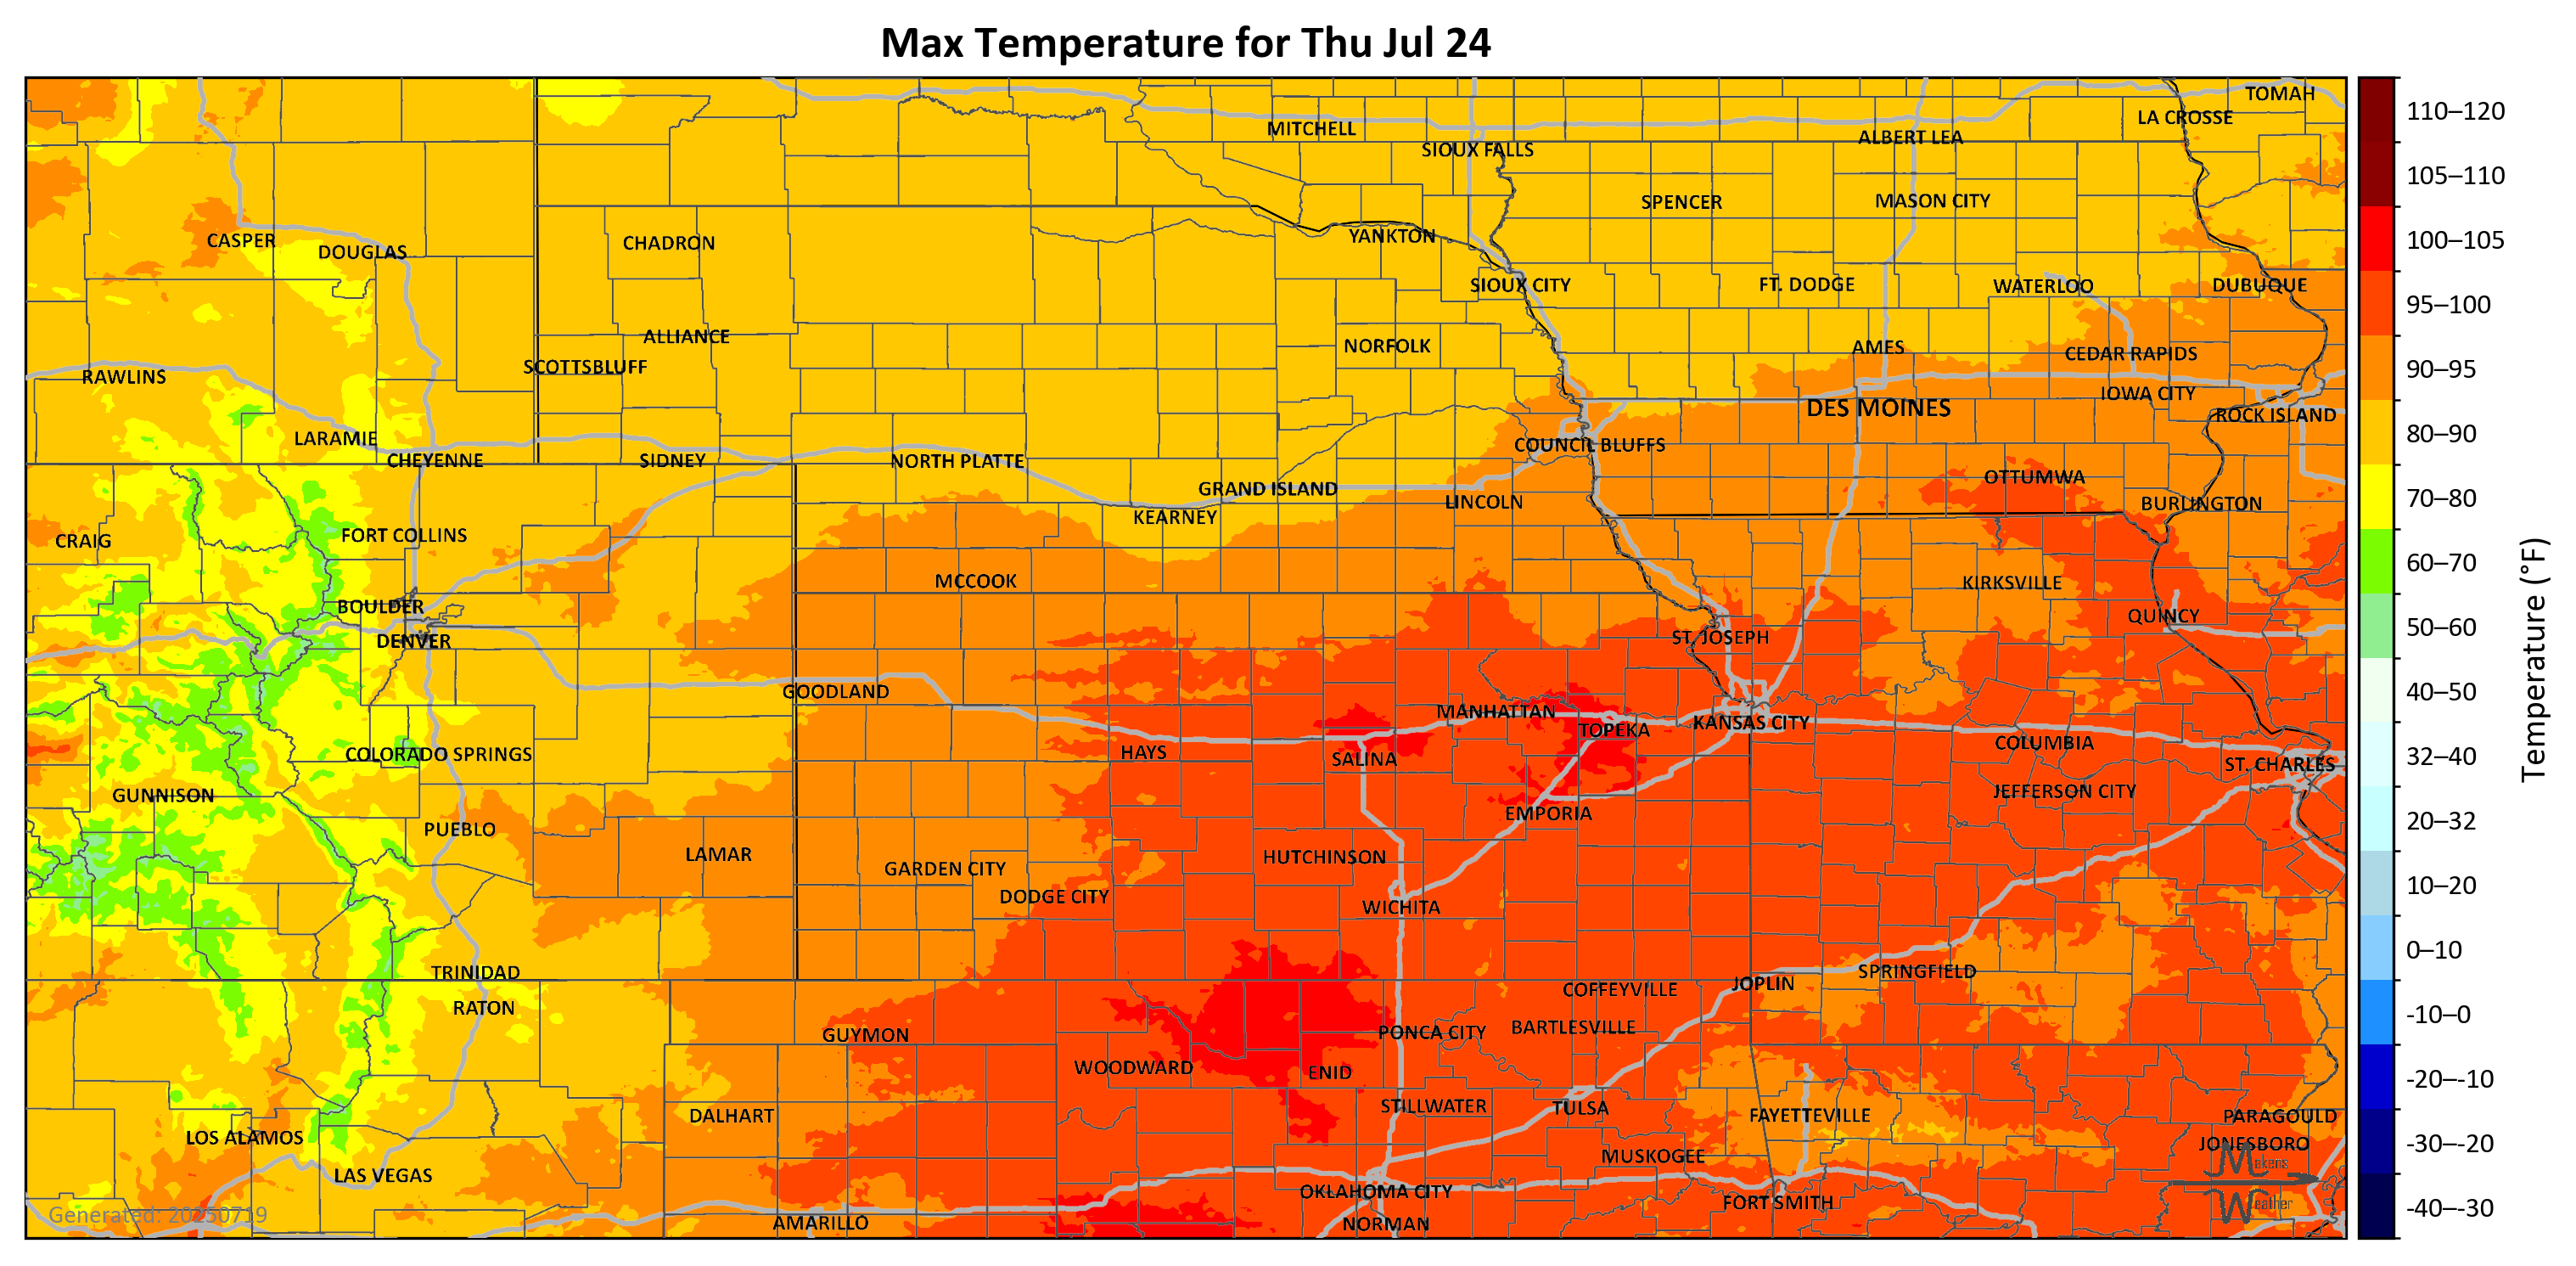 Max Temperature for Thu Jul 24
TOMAH
LA CROSSE
MITCHELL
ALBERT LEA
SIOUX FALLS
SPENCER
MASON CITY
CASPER
DOUGLAS
CHADRON
YANKTON
SIOUX CITY
FT. DODGE
WATERLOO
DUBUQUE
ALLIANCE
NORFOLK
AMES
CEDAR RAPIDS
SCOTTSBLUFF
RAWLINS
IOWA CITY
DES MOINES
ROCK ISLAND
LARAMIE
COUNCIL BLUFFS
CHEYENNE
SIDNEY
NORTH PLATTE
OTTUMWA
GRAND ISLAND
LINCOLN
BURLINGTON
KEARNEY
FORT COLLINS
CRAIG
MCCOOK
KIRKSVILLE
BOULDER
QUINCY
DENVER
ST. JOSEPH
GOODLAND
MANHATTAN
TOPEKA
KANSAS CITY
COLUMBIA
HAYS
COLORADO SPRINGS
SALINA
ST. CHARLES
GUNNISON
JEFFERSON CITY
EMPORIA
PUEBLO
LAMAR
HUTCHINSON
GARDEN CITY
DODGE CITY
WICHITA
TRINIDAD
SPRINGFIELD
JOPLIN
COFFEYVILLE
RATON
GUYMON
PONCA CITY
BARTLESVILLE
WOODWARD
ENID
STILLWATER
TULSA
DALHART
FAYETTEVILLE
PARAGOULD
LOS ALAMOS
JONESBORO
MUSKOGEE
LAS VEGAS
OKLAHOMA CITY
FORT SMITH
AMARILLO
NORMAN
Generated: 20250719
Makens
Weather
110–120
105–110
100–105
95–100
90–95
80–90
70–80
60–70
50–60
40–50
32–40
20–32
10–20
0–10
-10–0
-20–-10
-30–-20
-40–-30
Temperature (°F)